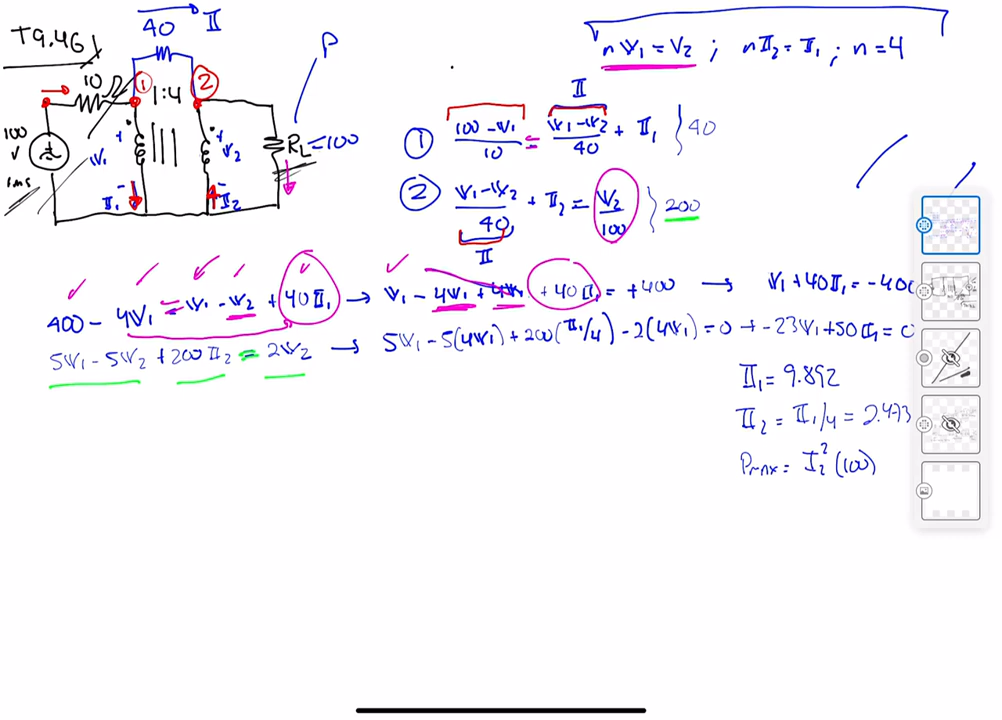 T9.46)
40 II
P
nV₁ = V₂ ; nI₂ = I₁ ; n = 4
10 Ω ① 1:4 ②
100 V
1ms
+ V₁ - + V₂ -
R_L = 100
I₁ I₂
II
① (100 - V₁)/10 = (V₁ - V₂)/40 + I₁ } 40
② (V₁ - V₂)/40 + I₂ = V₂/100 } 200
II
400 - 4V₁ = V₁ - V₂ + 40I₁ → V₁ - 4V₁ + 4V₁ + 40I₁ = +400 → V₁ + 40I₁ = -400
5V₁ - 5V₂ + 200I₂ = 2V₂ → 5V₁ - 5(4V₁) + 200(I₁/4) - 2(4V₁) = 0 → -23V₁ + 50I₁ = 0
I₁ = 9.892
I₂ = I₁/4 = 2.473
Pmax = I₂²(100)